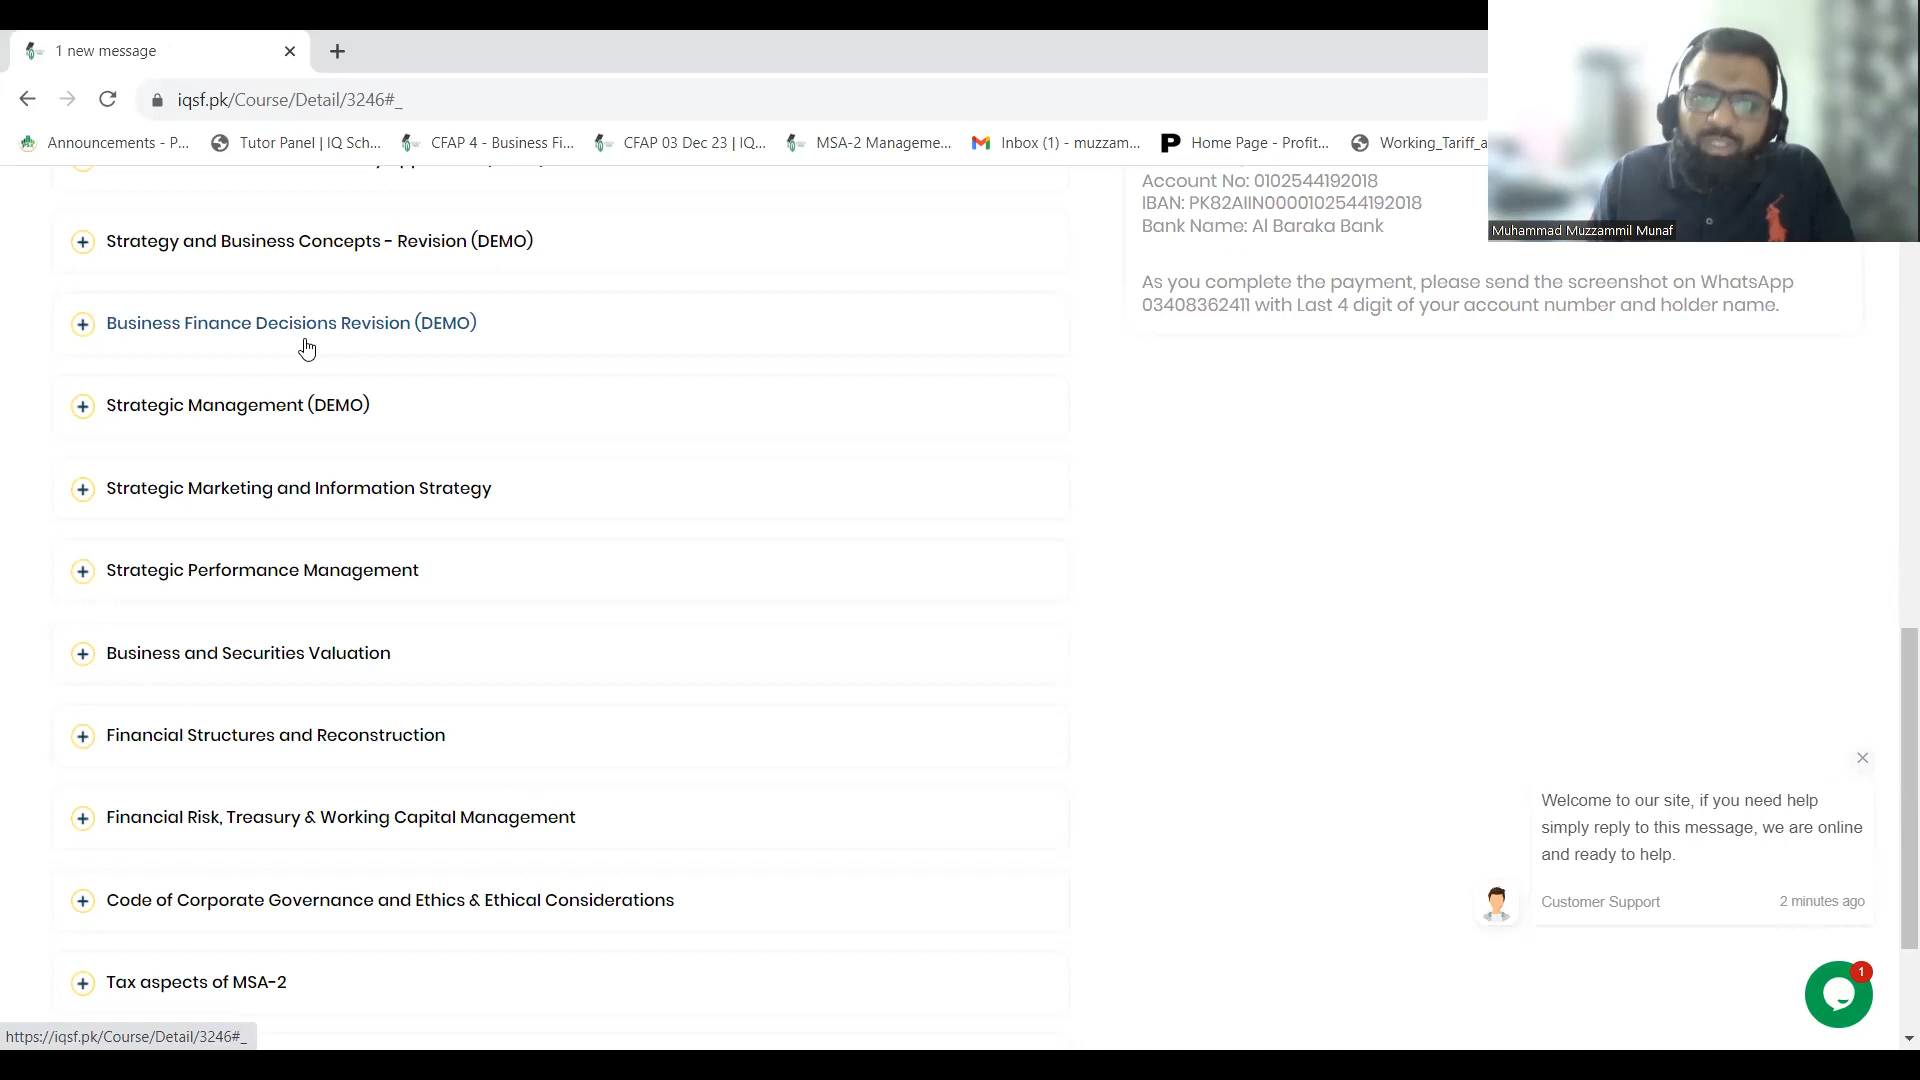 1 new message
iqsf.pk/Course/Detail/3246#_
Announcements - P...
Tutor Panel | IQ Sch...
CFAP 4 - Business Fi...
CFAP 03 Dec 23 | IQ...
MSA-2 Manageme...
Inbox (1) - muzzam...
Home Page - Profit...
Working_Tariff_a
Muhammad Muzzammil Munaf
Account No: 0102544192018
IBAN: PK82AIIN0000102544192018
Bank Name: Al Baraka Bank
As you complete the payment, please send the screenshot on WhatsApp
03408362411 with Last 4 digit of your account number and holder name.
Strategy and Business Concepts - Revision (DEMO)
Business Finance Decisions Revision (DEMO)
Strategic Management (DEMO)
Strategic Marketing and Information Strategy
Strategic Performance Management
Business and Securities Valuation
Financial Structures and Reconstruction
Financial Risk, Treasury & Working Capital Management
Code of Corporate Governance and Ethics & Ethical Considerations
Tax aspects of MSA-2
Welcome to our site, if you need help
simply reply to this message, we are online
and ready to help.
Customer Support
2 minutes ago
1
https://iqsf.pk/Course/Detail/3246#_